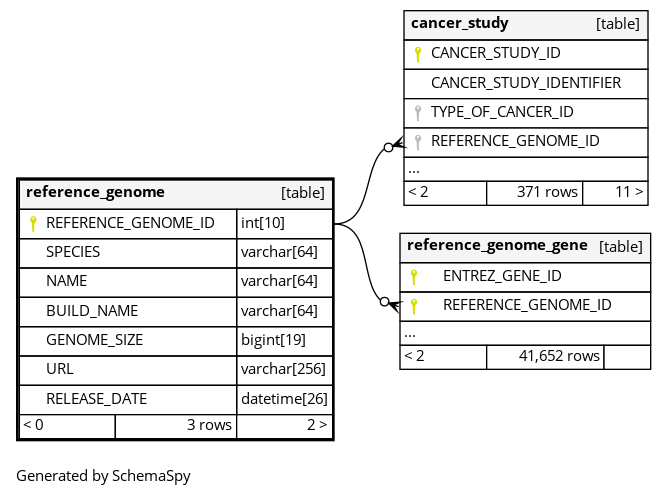 cancer_study [table]
CANCER_STUDY_ID
CANCER_STUDY_IDENTIFIER
TYPE_OF_CANCER_ID
REFERENCE_GENOME_ID
...
< 2 371 rows 11 >
reference_genome [table]
REFERENCE_GENOME_ID int[10]
SPECIES varchar[64]
NAME varchar[64]
BUILD_NAME varchar[64]
GENOME_SIZE bigint[19]
URL varchar[256]
RELEASE_DATE datetime[26]
< 0 3 rows 2 >
reference_genome_gene [table]
ENTREZ_GENE_ID
REFERENCE_GENOME_ID
...
< 2 41,652 rows
Generated by SchemaSpy